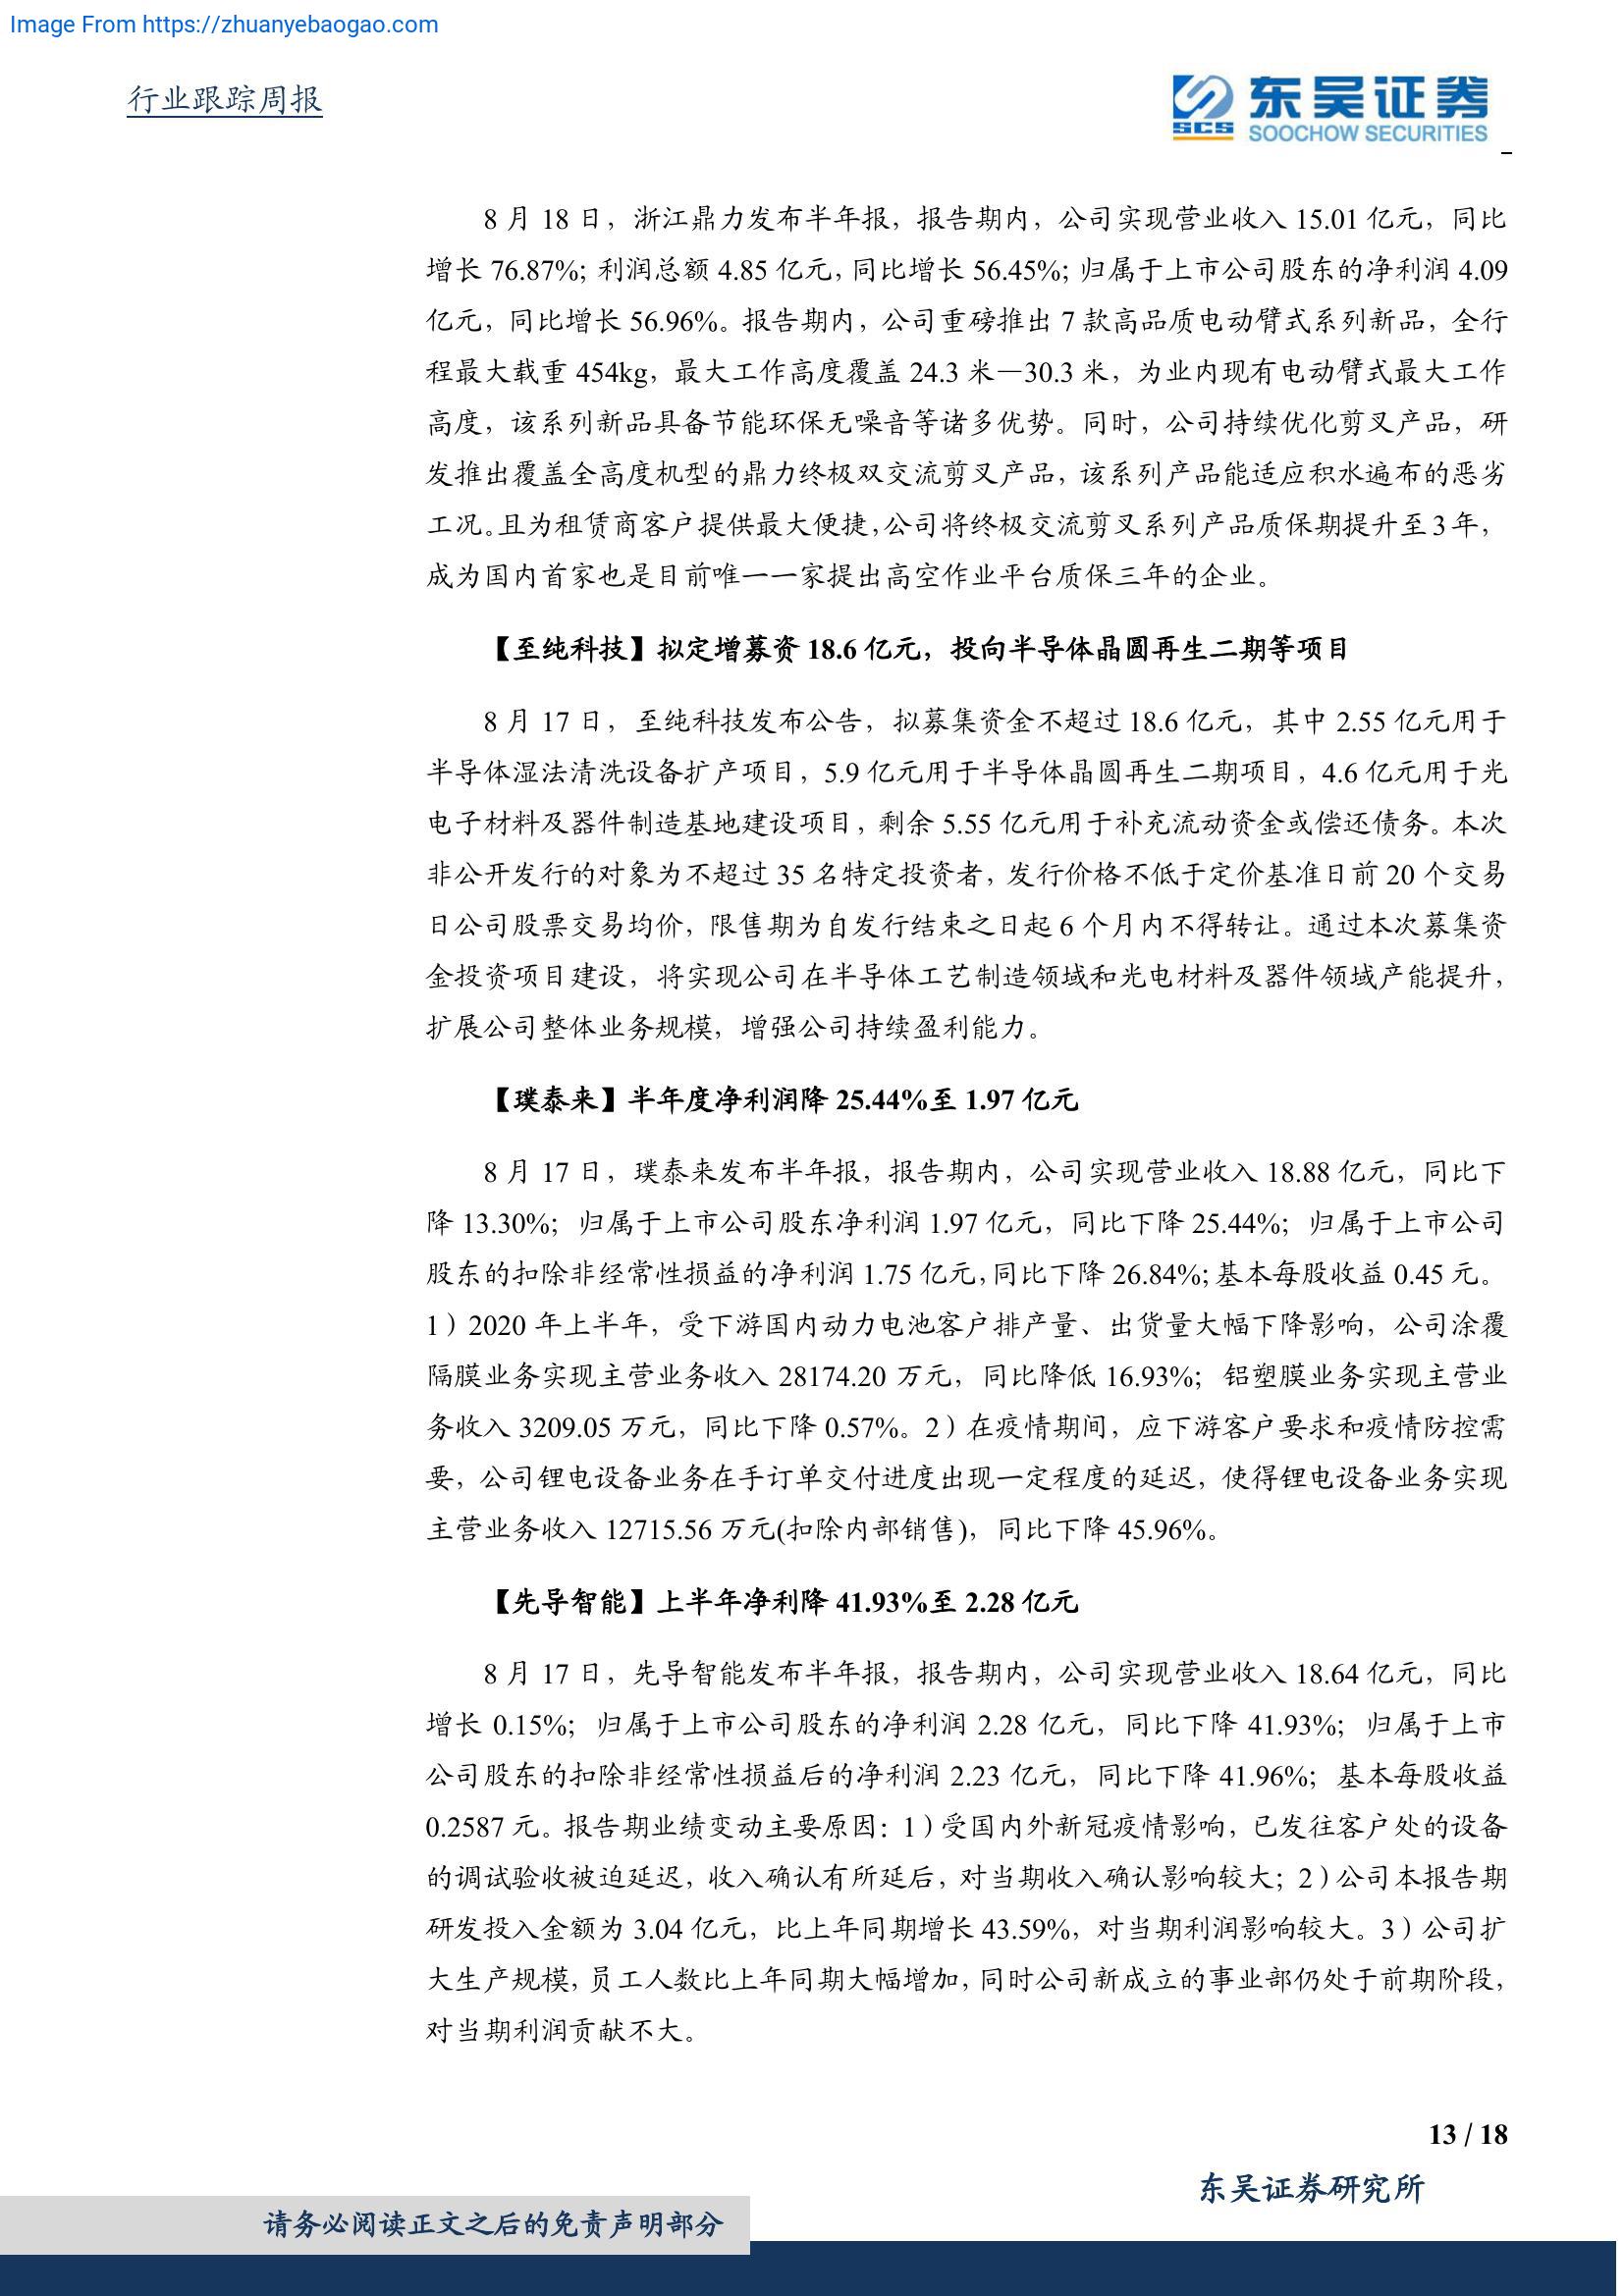 Image From https://zhuanyebaogao.com
行业跟踪周报
SCS
东吴证券
SOOCHOW SECURITIES
8 月 18 日，浙江鼎力发布半年报，报告期内，公司实现营业收入 15.01 亿元，同比
增长 76.87%；利润总额 4.85 亿元，同比增长 56.45%；归属于上市公司股东的净利润 4.09
亿元，同比增长 56.96%。报告期内，公司重磅推出 7 款高品质电动臂式系列新品，全行
程最大载重 454kg，最大工作高度覆盖 24.3 米—30.3 米，为业内现有电动臂式最大工作
高度，该系列新品具备节能环保无噪音等诸多优势。同时，公司持续优化剪叉产品，研
发推出覆盖全高度机型的鼎力终极双交流剪叉产品，该系列产品能适应积水遍布的恶劣
工况。且为租赁商客户提供最大便捷，公司将终极交流剪叉系列产品质保期提升至 3 年，
成为国内首家也是目前唯一一家提出高空作业平台质保三年的企业。
【至纯科技】拟定增募资 18.6 亿元，投向半导体晶圆再生二期等项目
8 月 17 日，至纯科技发布公告，拟募集资金不超过 18.6 亿元，其中 2.55 亿元用于
半导体湿法清洗设备扩产项目，5.9 亿元用于半导体晶圆再生二期项目，4.6 亿元用于光
电子材料及器件制造基地建设项目，剩余 5.55 亿元用于补充流动资金或偿还债务。本次
非公开发行的对象为不超过 35 名特定投资者，发行价格不低于定价基准日前 20 个交易
日公司股票交易均价，限售期为自发行结束之日起 6 个月内不得转让。通过本次募集资
金投资项目建设，将实现公司在半导体工艺制造领域和光电材料及器件领域产能提升，
扩展公司整体业务规模，增强公司持续盈利能力。
【璞泰来】半年度净利润降 25.44%至 1.97 亿元
8 月 17 日，璞泰来发布半年报，报告期内，公司实现营业收入 18.88 亿元，同比下
降 13.30%；归属于上市公司股东净利润 1.97 亿元，同比下降 25.44%；归属于上市公司
股东的扣除非经常性损益的净利润 1.75 亿元，同比下降 26.84%；基本每股收益 0.45 元。
1）2020 年上半年，受下游国内动力电池客户排产量、出货量大幅下降影响，公司涂覆
隔膜业务实现主营业务收入 28174.20 万元，同比降低 16.93%；铝塑膜业务实现主营业
务收入 3209.05 万元，同比下降 0.57%。2）在疫情期间，应下游客户要求和疫情防控需
要，公司锂电设备业务在手订单交付进度出现一定程度的延迟，使得锂电设备业务实现
主营业务收入 12715.56 万元(扣除内部销售)，同比下降 45.96%。
【先导智能】上半年净利降 41.93%至 2.28 亿元
8 月 17 日，先导智能发布半年报，报告期内，公司实现营业收入 18.64 亿元，同比
增长 0.15%；归属于上市公司股东的净利润 2.28 亿元，同比下降 41.93%；归属于上市
公司股东的扣除非经常性损益后的净利润 2.23 亿元，同比下降 41.96%；基本每股收益
0.2587 元。报告期业绩变动主要原因：1）受国内外新冠疫情影响，已发往客户处的设备
的调试验收被迫延迟，收入确认有所延后，对当期收入确认影响较大；2）公司本报告期
研发投入金额为 3.04 亿元，比上年同期增长 43.59%，对当期利润影响较大。3）公司扩
大生产规模，员工人数比上年同期大幅增加，同时公司新成立的事业部仍处于前期阶段，
对当期利润贡献不大。
13 / 18
东吴证券研究所
请务必阅读正文之后的免责声明部分